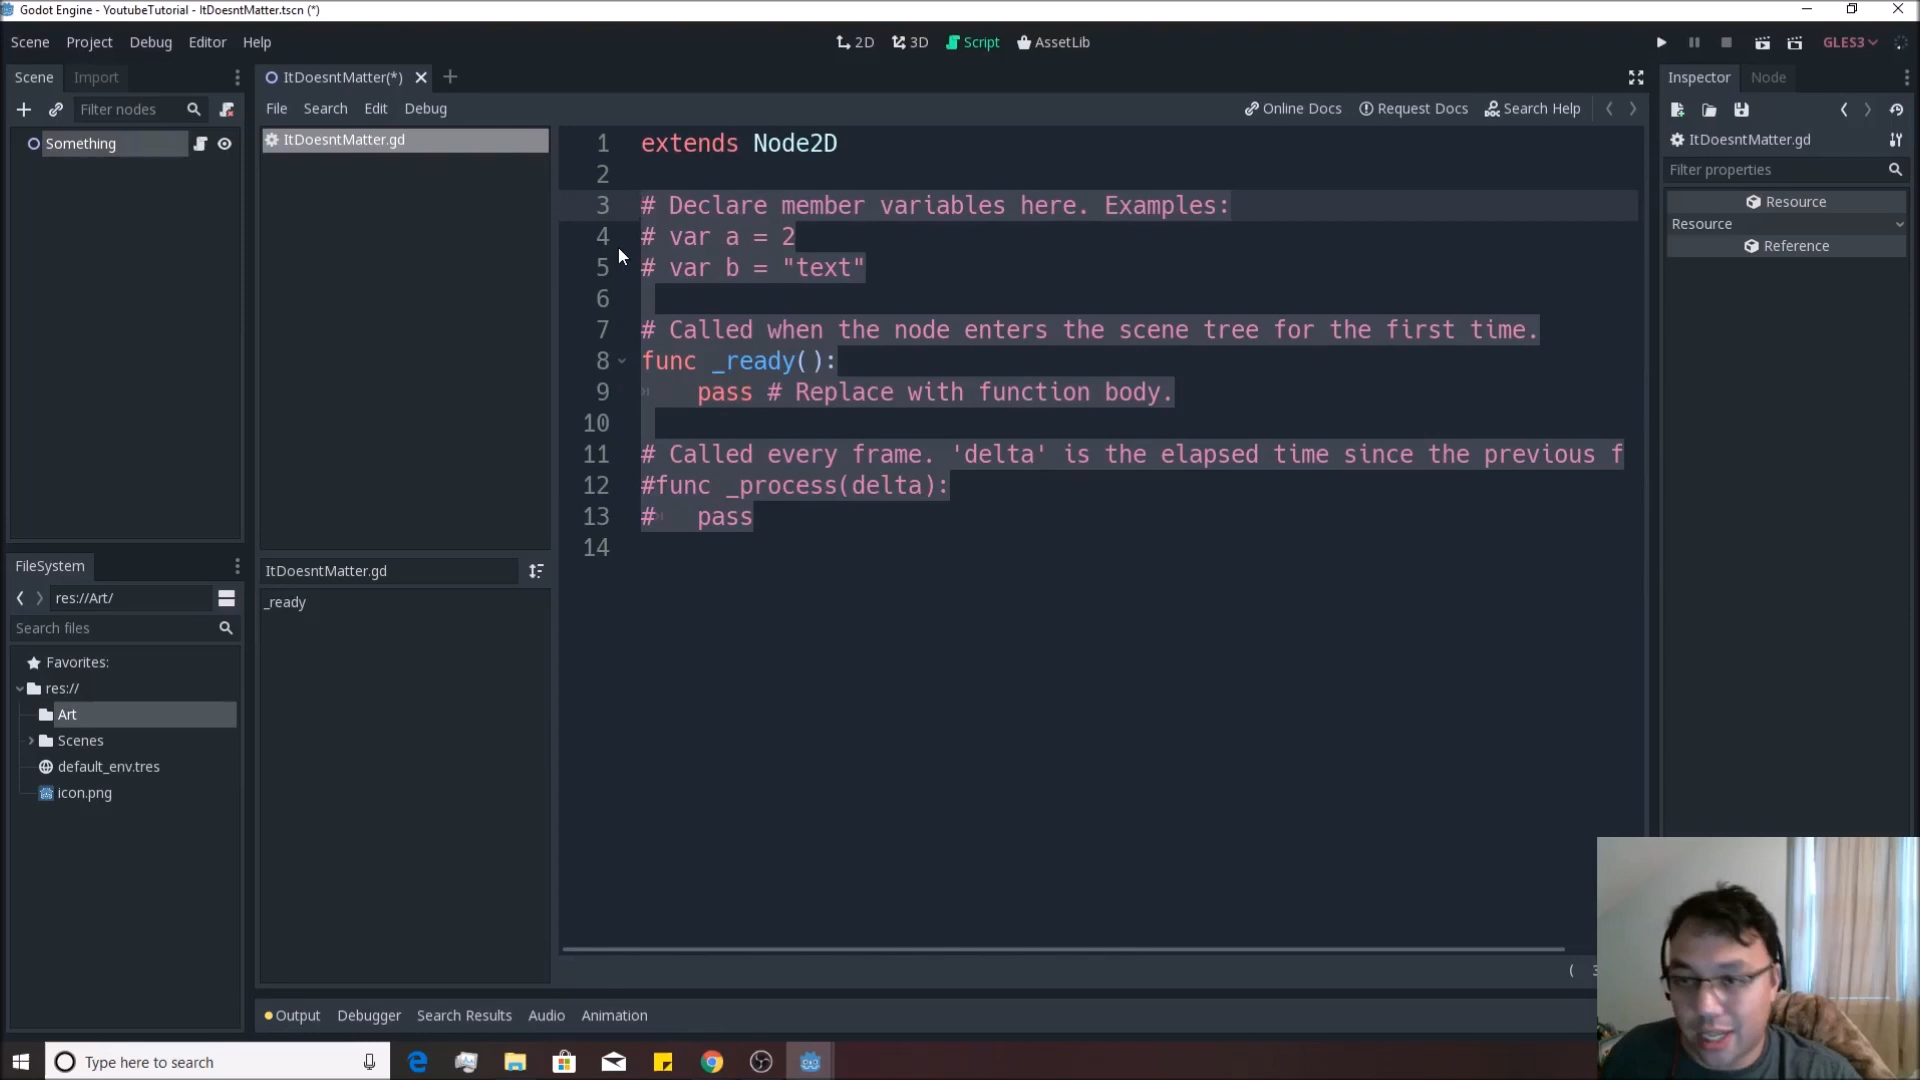 Godot Engine - YoutubeTutorial - ItDoesntMatter.tscn (*)
Scene Project Debug Editor Help
2D 3D Script AssetLib
GLES3
Scene Import
ItDoesntMatter(*)
Inspector Node
Filter nodes
File Search Edit Debug
Online Docs Request Docs Search Help
Something
ItDoesntMatter.gd
ItDoesntMatter.gd
Filter properties
Resource
Resource
Reference
1 extends Node2D
2
3 # Declare member variables here. Examples:
4 # var a = 2
5 # var b = "text"
6
7 # Called when the node enters the scene tree for the first time.
8 func _ready():
9 pass # Replace with function body.
10
11 # Called every frame. 'delta' is the elapsed time since the previous f
12 #func _process(delta):
13 # pass
14
ItDoesntMatter.gd
_ready
FileSystem
res://Art/
Search files
Favorites:
res://
Art
Scenes
default_env.tres
icon.png
(
Output Debugger Search Results Audio Animation
Type here to search